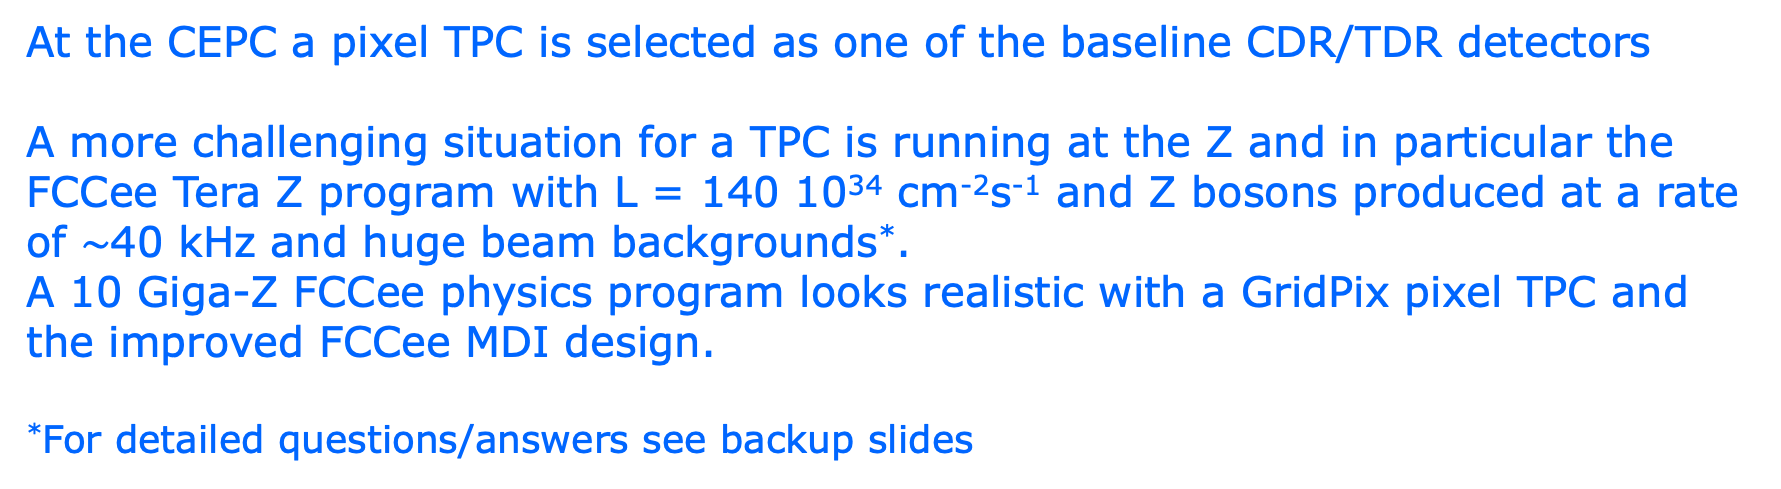 At the CEPC a pixel TPC is selected as one of the baseline CDR/TDR detectors
A more challenging situation for a TPC is running at the Z and in particular the
FCCee Tera Z program with L = 140 10³⁴ cm⁻²s⁻¹ and Z bosons produced at a rate
of ~40 kHz and huge beam backgrounds*.
A 10 Giga-Z FCCee physics program looks realistic with a GridPix pixel TPC and
the improved FCCee MDI design.
*For detailed questions/answers see backup slides